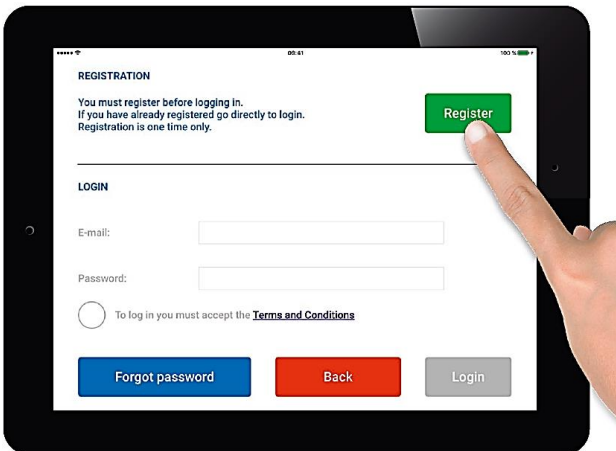 09:41
100 %
REGISTRATION
You must register before logging in.
If you have already registered go directly to login.
Registration is one time only.
Register
LOGIN
E-mail:
Password:
To log in you must accept the Terms and Conditions
Forgot password
Back
Login